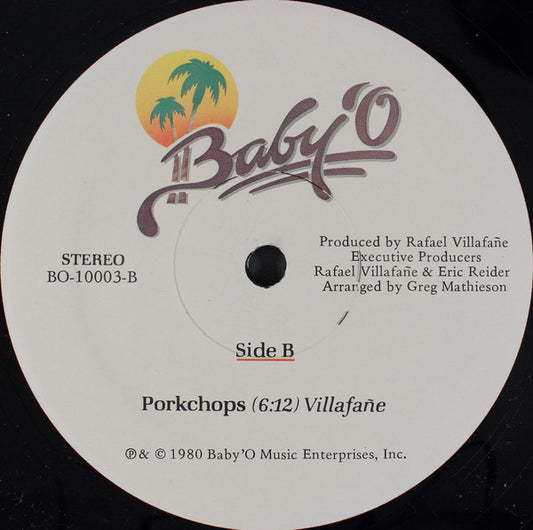 Baby'O
STEREO
BO-10003-B
Produced by Rafael Villafañe
Executive Producers
Rafael Villafañe & Eric Reider
Arranged by Greg Mathieson
Side B
Porkchops (6:12) Villafañe
℗ & © 1980 Baby'O Music Enterprises, Inc.